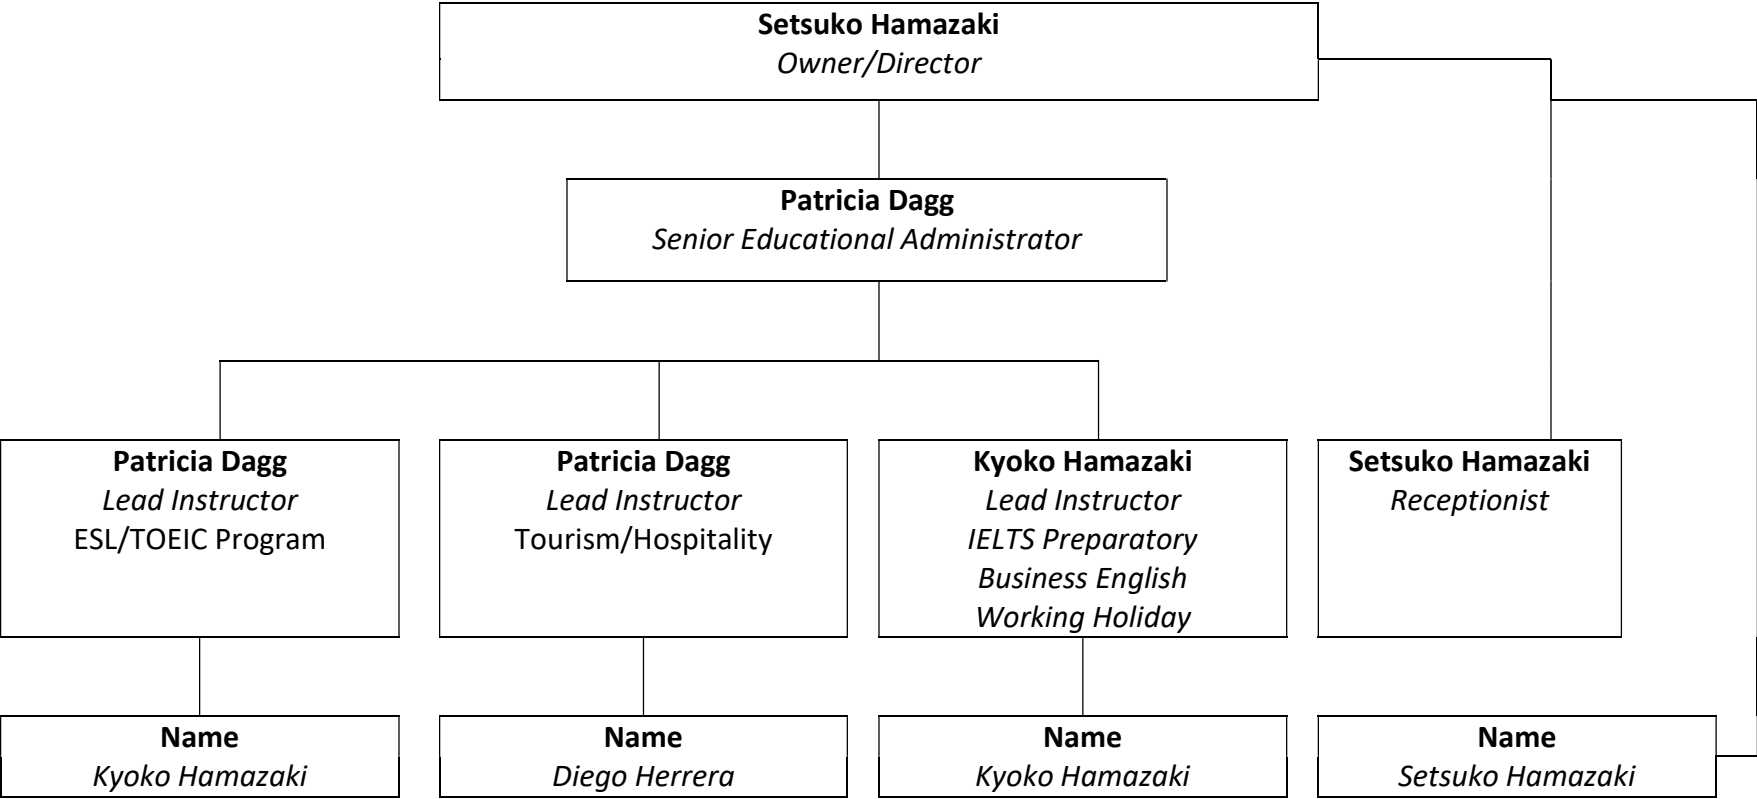 Setsuko Hamazaki
Owner/Director
Patricia Dagg
Senior Educational Administrator
Patricia Dagg
Lead Instructor
ESL/TOEIC Program
Patricia Dagg
Lead Instructor
Tourism/Hospitality
Kyoko Hamazaki
Lead Instructor
IELTS Preparatory
Business English
Working Holiday
Setsuko Hamazaki
Receptionist
Name
Kyoko Hamazaki
Name
Diego Herrera
Name
Kyoko Hamazaki
Name
Setsuko Hamazaki